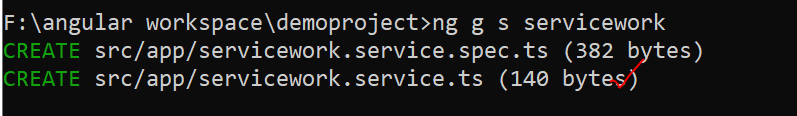 F:\angular workspace\demoproject>ng g s servicework
CREATE src/app/servicework.service.spec.ts (382 bytes)
CREATE src/app/servicework.service.ts (140 bytes)